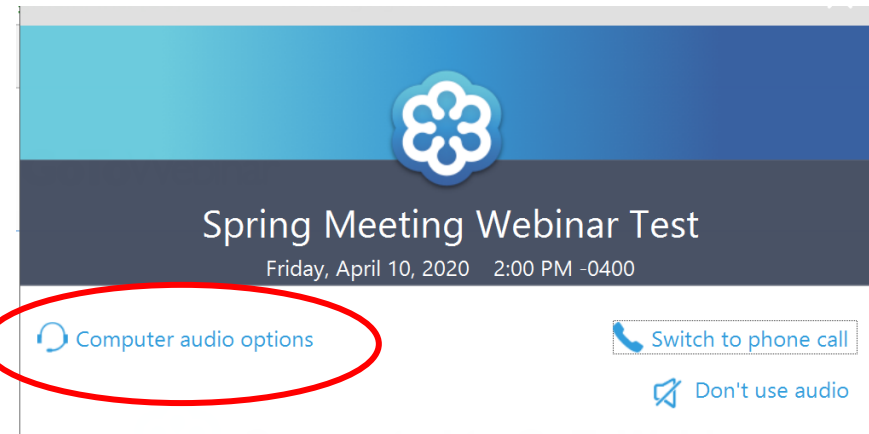 Spring Meeting Webinar Test
Friday, April 10, 2020 2:00 PM -0400
Computer audio options
Switch to phone call
Don't use audio